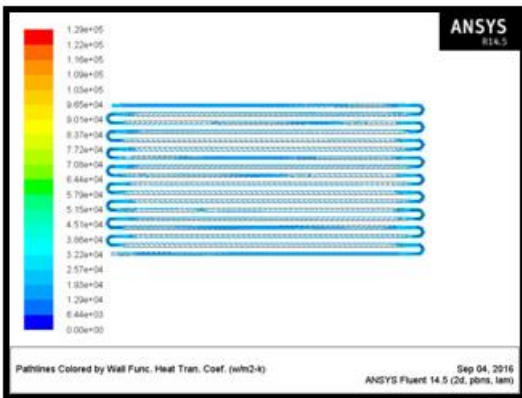 ANSYS
R14.5
1.29e+05
1.22e+05
1.16e+05
1.09e+05
1.03e+05
9.65e+04
9.01e+04
8.37e+04
7.72e+04
7.08e+04
6.44e+04
5.79e+04
5.15e+04
4.51e+04
3.86e+04
3.22e+04
2.57e+04
1.93e+04
1.29e+04
6.44e+03
0.00e+00
Pathlines Colored by Wall Func. Heat Tran. Coef. (w/m2-k)
Sep 04, 2016
ANSYS Fluent 14.5 (2d, pbns, lam)